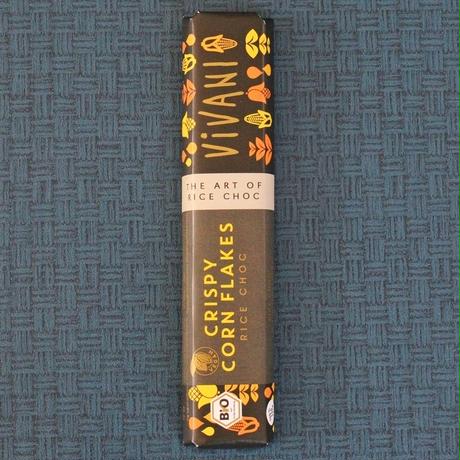 ViVANI
THE ART OF
RICE CHOC
CRISPY
CORN FLAKES
RICE CHOC
BiO